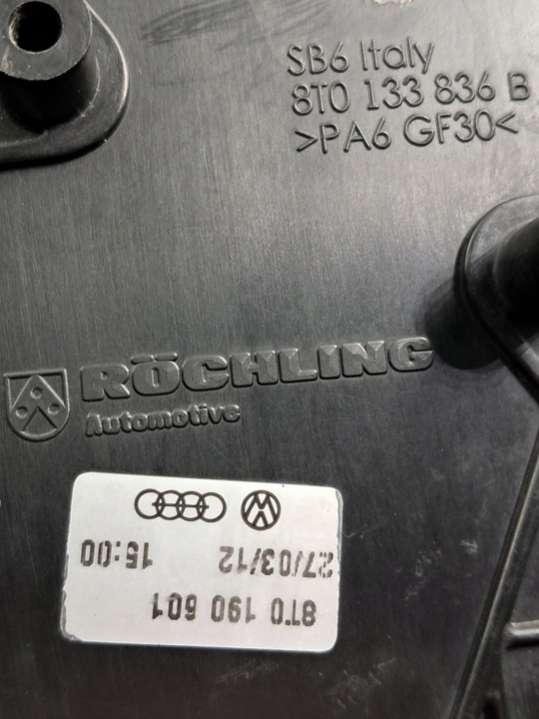 SB6 Italy
8T0 133 836 B
>PA6 GF30<
RÖCHLING
Automotive
8T0 190 601
27/03/12 15:00